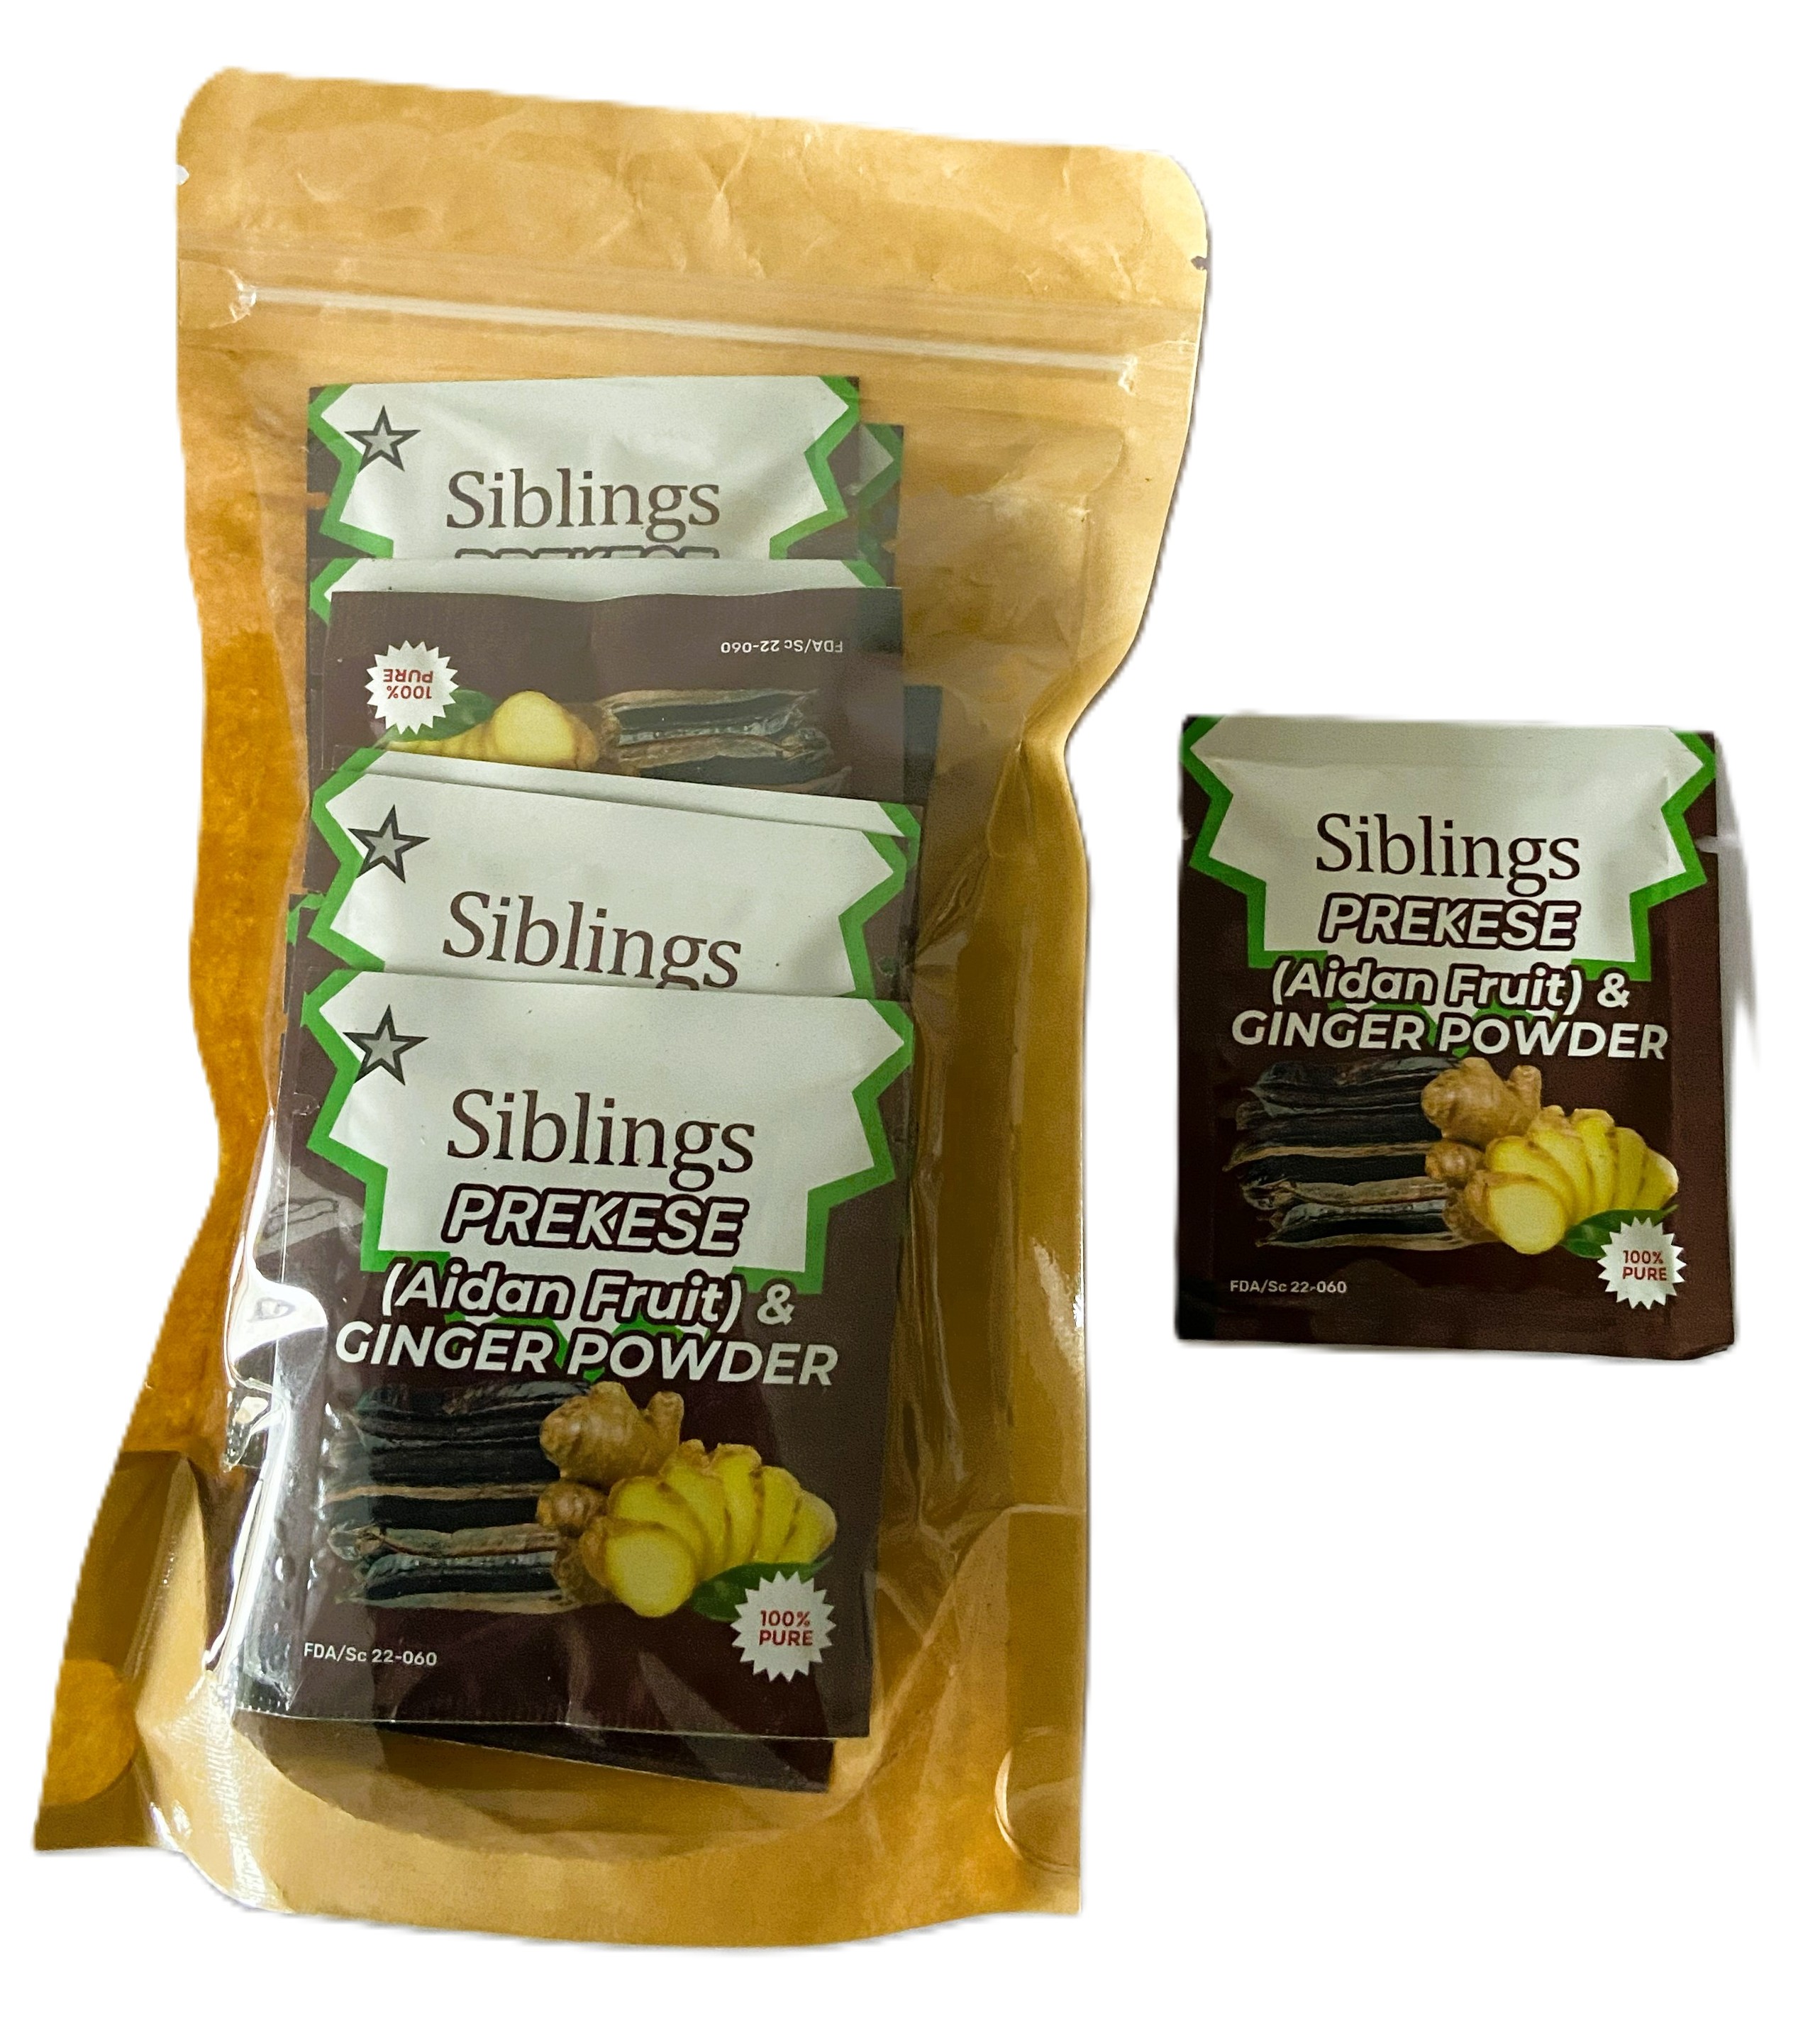 Siblings
PREKESE
FDA/Sc 22-060
100%
PURE
Siblings
Siblings
PREKESE
(Aidan Fruit) &
GINGER POWDER
100%
PURE
FDA/Sc 22-060
Siblings
PREKESE
(Aidan Fruit) &
GINGER POWDER
100%
PURE
FDA/Sc 22-060